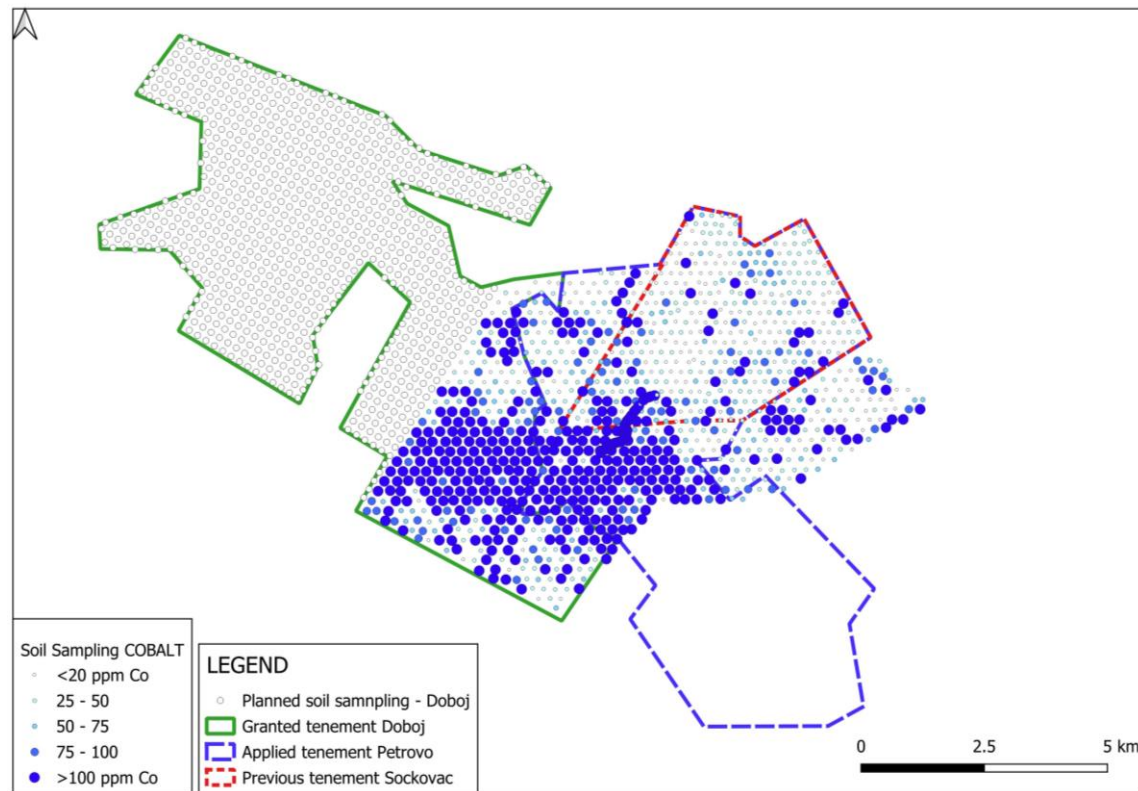 Soil Sampling COBALT
<20 ppm Co
25 - 50
50 - 75
75 - 100
>100 ppm Co
LEGEND
Planned soil samnpling - Doboj
Granted tenement Doboj
Applied tenement Petrovo
Previous tenement Sockovac
0 2.5 5 km